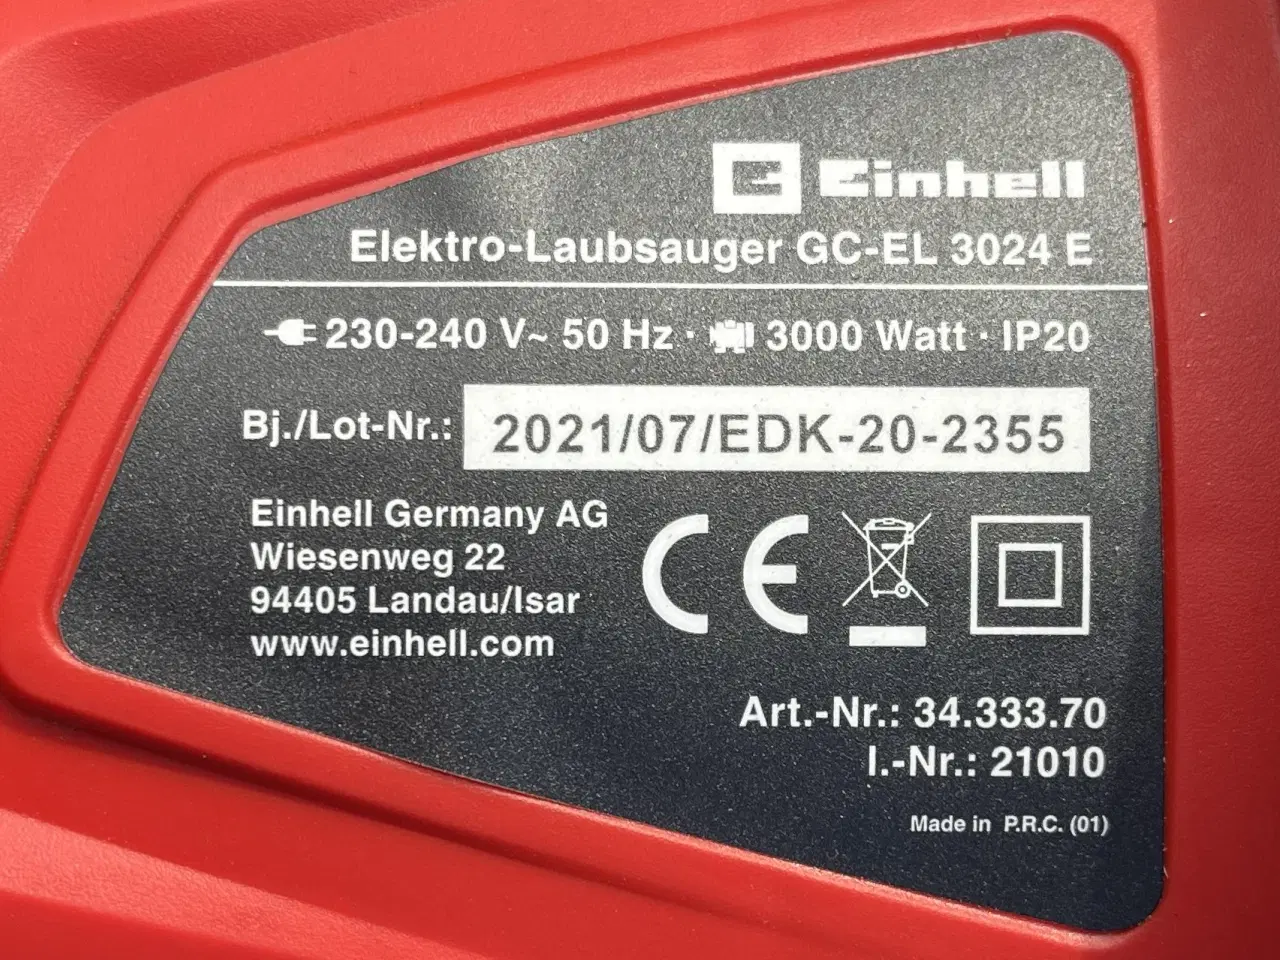 Einhell
Elektro-Laubsauger GC-EL 3024 E
230-240 V~ 50 Hz · 3000 Watt · IP20
Bj./Lot-Nr.: 2021/07/EDK-20-2355
Einhell Germany AG
Wiesenweg 22
94405 Landau/Isar
www.einhell.com
CE
Art.-Nr.: 34.333.70
I.-Nr.: 21010
Made in P.R.C. (01)